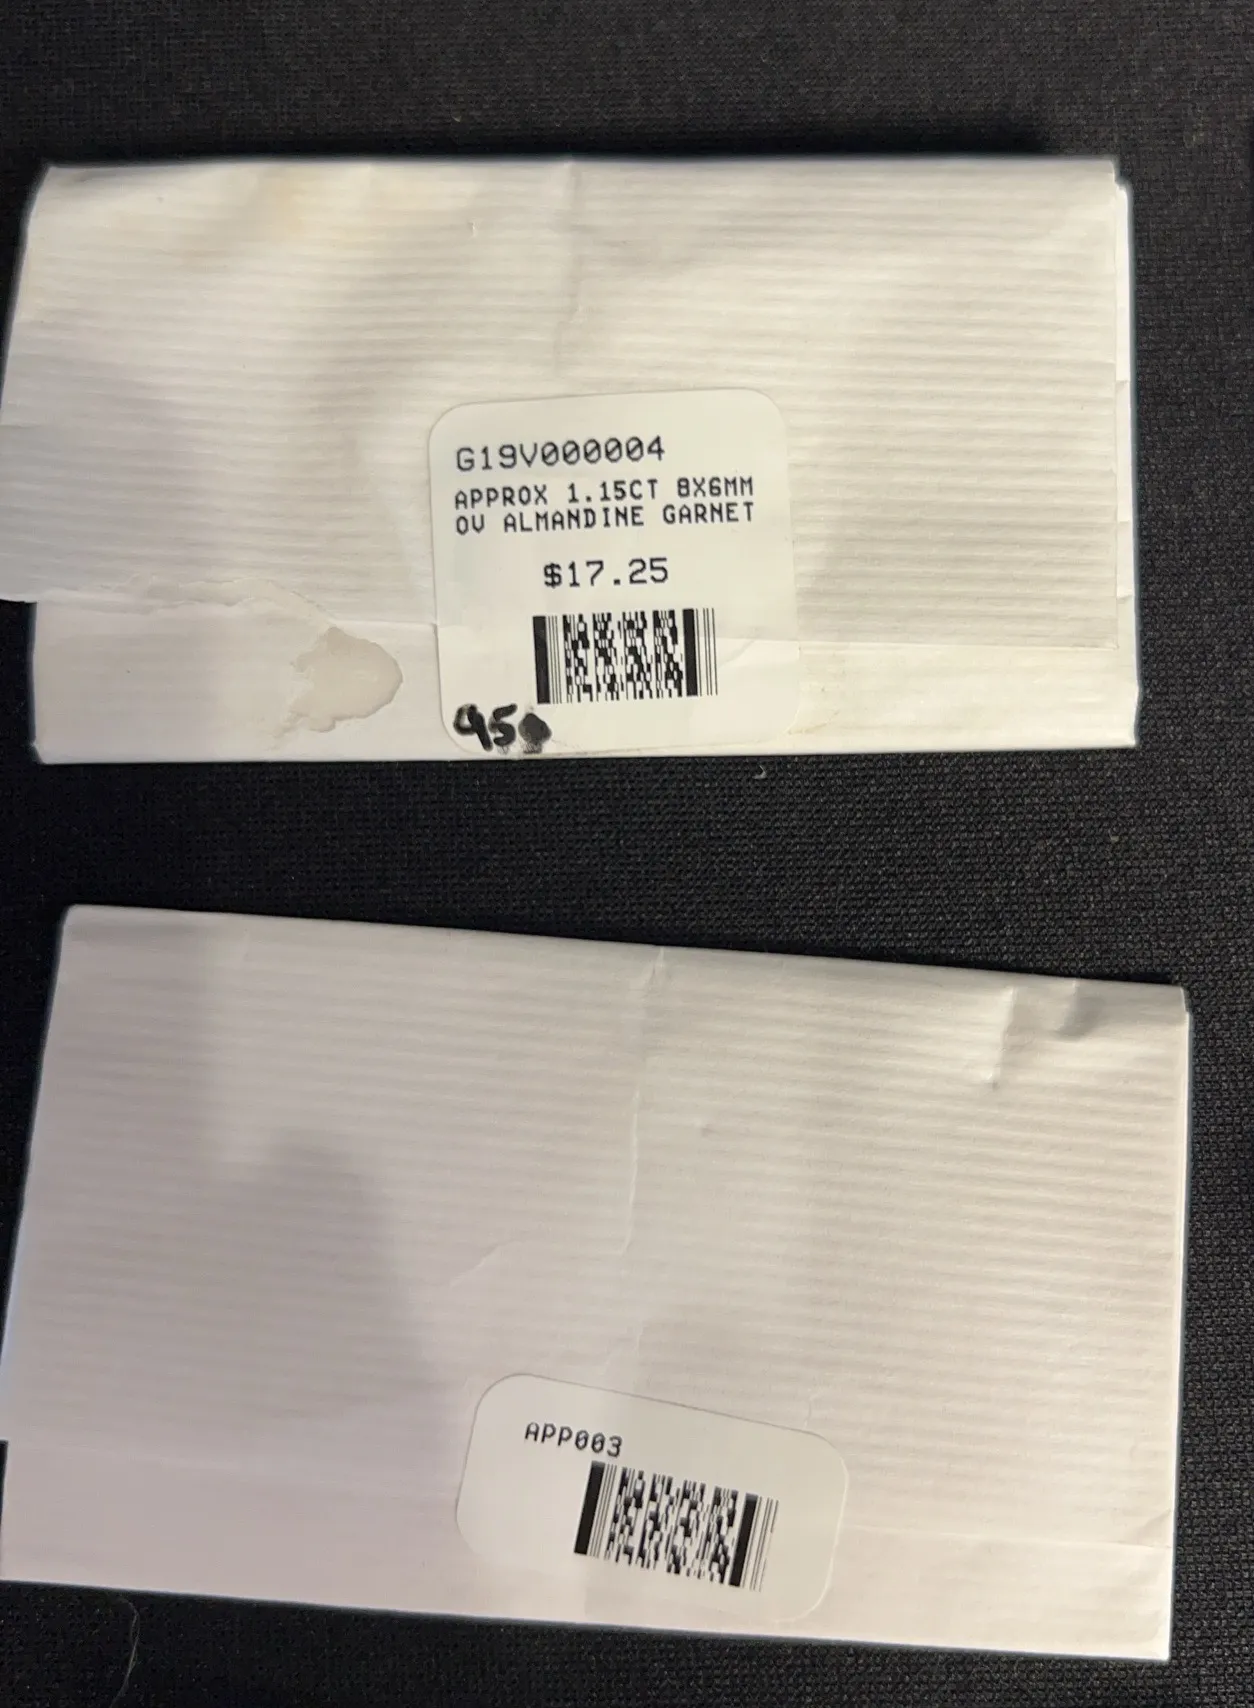 G19V000004
APPROX 1.15CT 8X6MM
OV ALMANDINE GARNET
$17.25
APP003